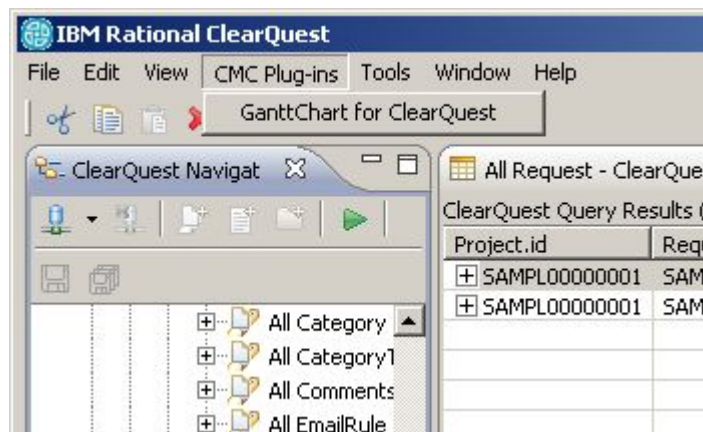 IBM Rational ClearQuest
File Edit View CMC Plug-ins Tools Window Help
GanttChart for ClearQuest
ClearQuest Navigat
All Request - ClearQue
ClearQuest Query Results (
Project.id Requ
SAMPL00000001 SAM
SAMPL00000001 SAM
All Category
All CategoryT
All Comments
All EmailRule